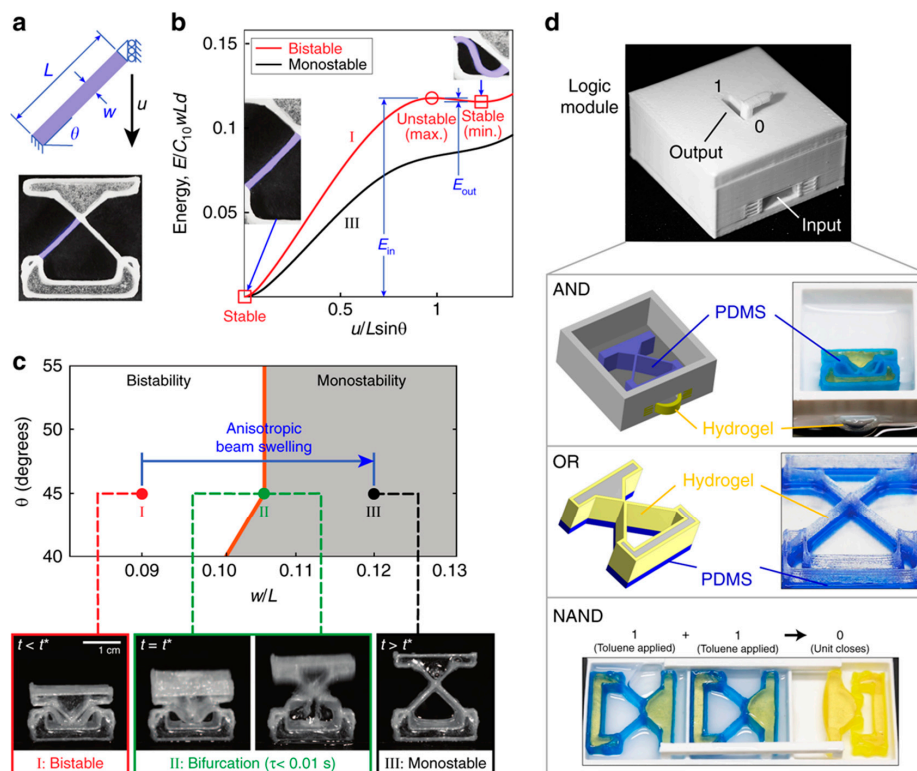 a
L
w
u
θ
b
Energy, E/C₁₀wLd
0.15
0.1
0.05
Bistable
Monostable
I
III
Unstable
(max.)
Stable
(min.)
E_out
E_in
Stable
0.5
1
u/Lsinθ
c
θ (degrees)
55
50
45
40
Bistability
Monostability
Anisotropic
beam swelling
I
II
III
0.09
0.10
0.11
0.12
0.13
w/L
t < t*
1 cm
t = t*
t > t*
I: Bistable
II: Bifurcation (τ< 0.01 s)
III: Monostable
d
Logic
module
1
0
Output
Input
AND
PDMS
Hydrogel
OR
Hydrogel
PDMS
NAND
1 + 1 → 0
(Toluene applied) (Toluene applied) (Unit closes)